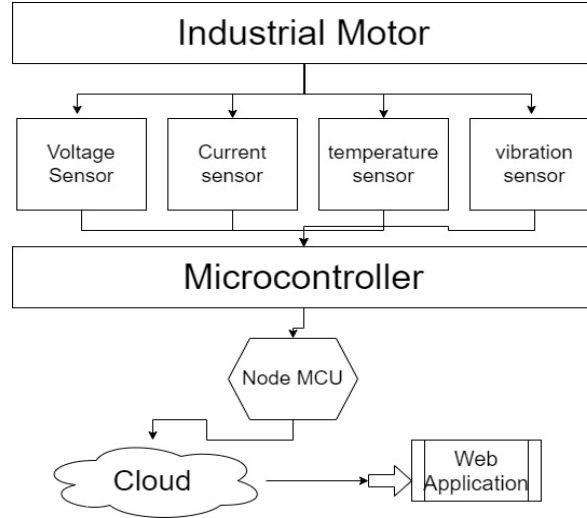 Industrial Motor
Voltage
Sensor
Current
sensor
temperature
sensor
vibration
sensor
Microcontroller
Node MCU
Cloud
Web
Application